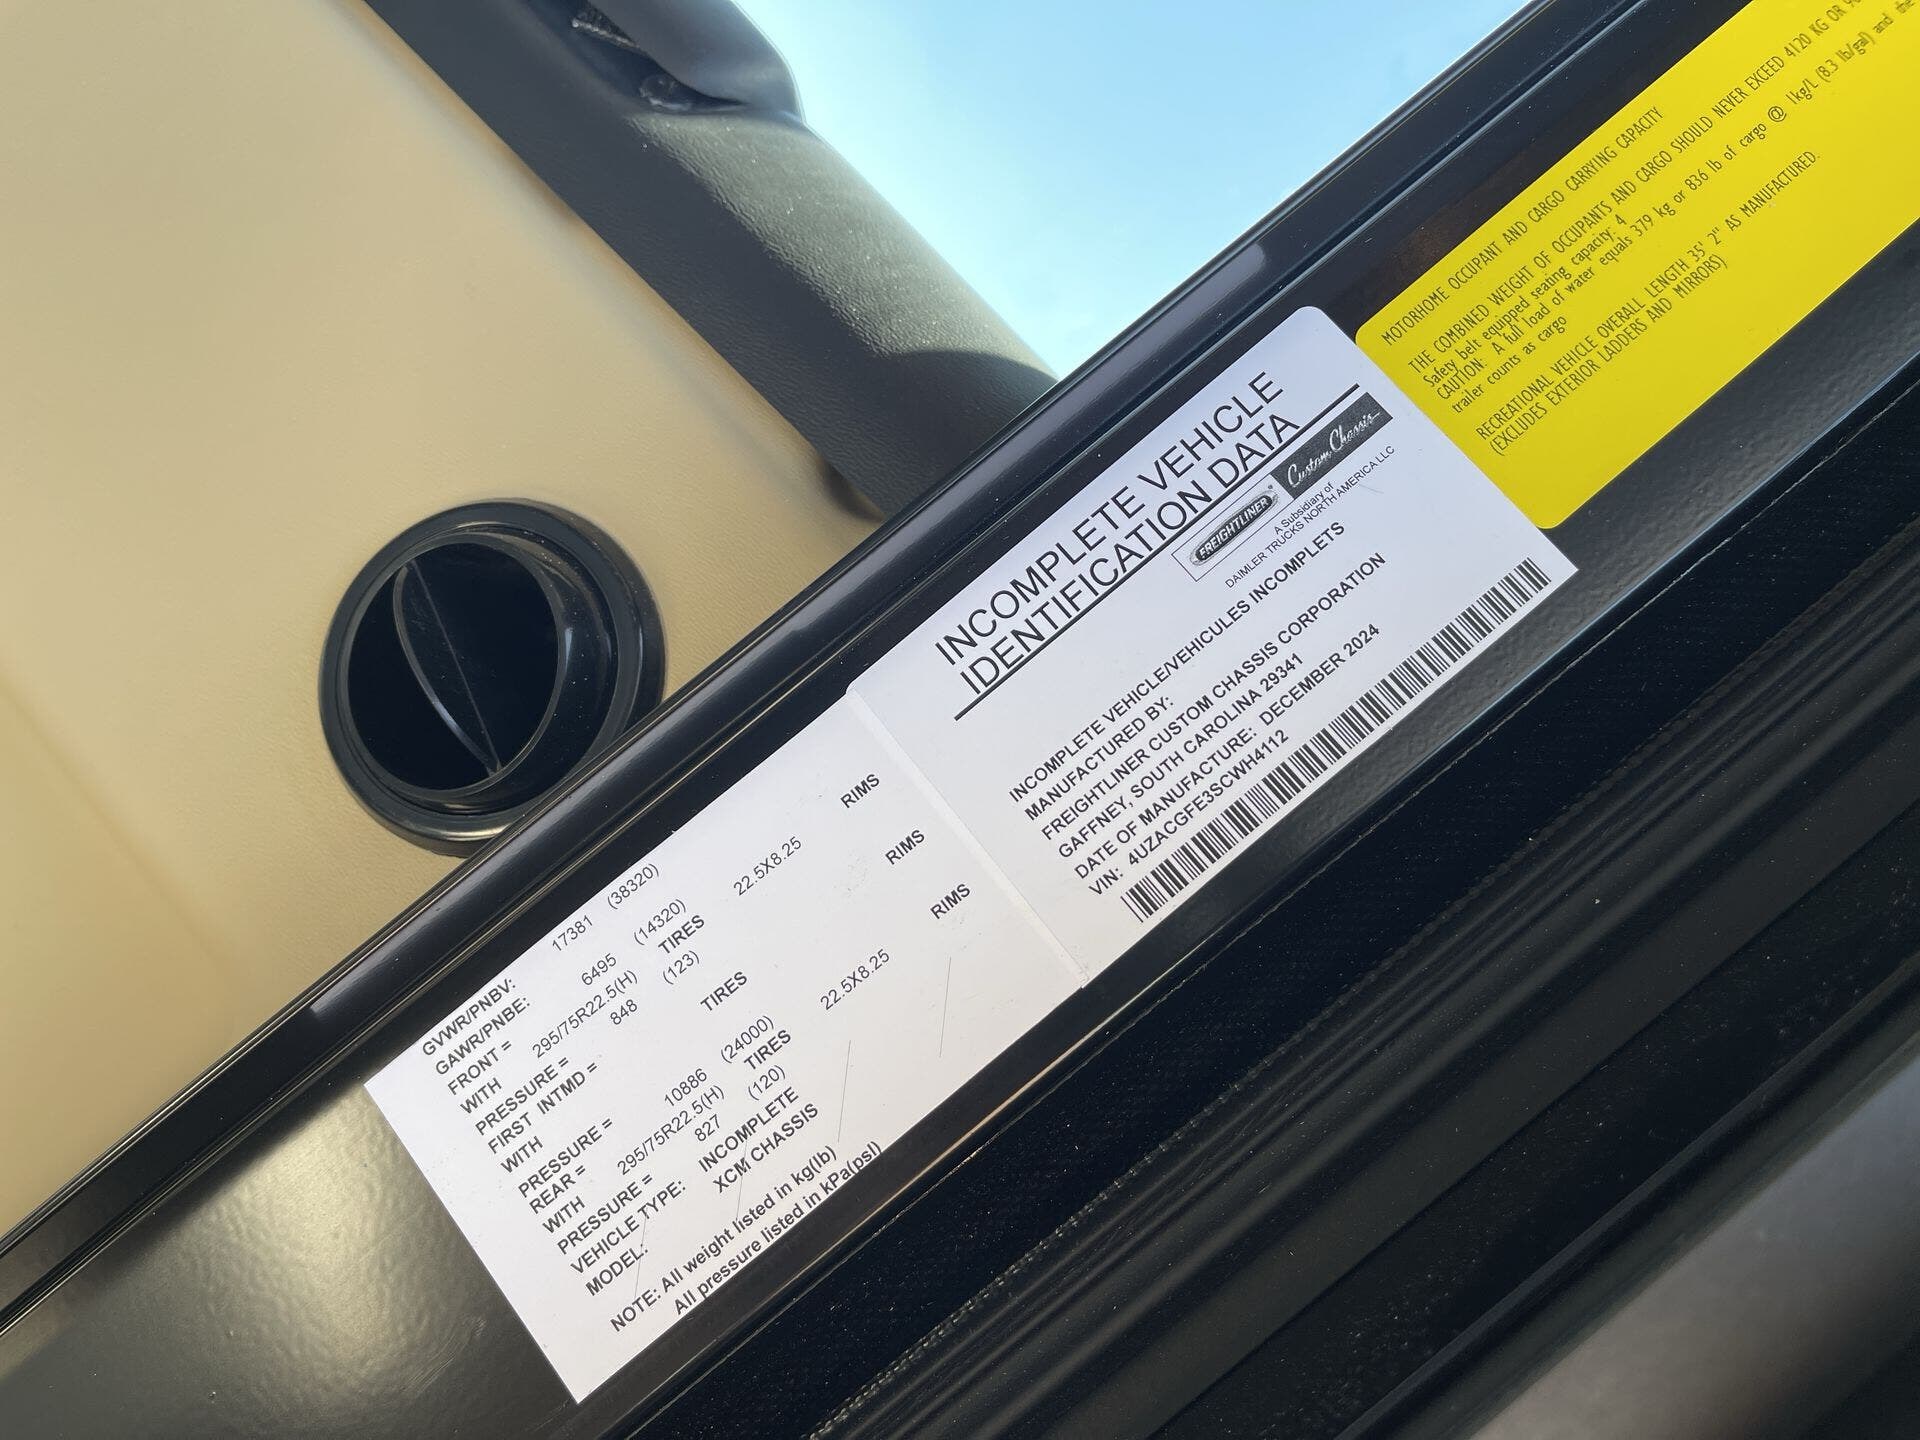 INCOMPLETE VEHICLE
IDENTIFICATION DATA
FREIGHTLINER® Custom Chassis
A Subsidiary of
DAIMLER TRUCKS NORTH AMERICA LLC
INCOMPLETE VEHICLE/VEHICULES INCOMPLETS
MANUFACTURED BY:
FREIGHTLINER CUSTOM CHASSIS CORPORATION
GAFFNEY, SOUTH CAROLINA 29341
DATE OF MANUFACTURE: DECEMBER 2024
VIN: 4UZACGFE3SCWH4112
GVWR/PNBV: 17381 (38320)
GAWR/PNBE:
FRONT = 6495 (14320)
WITH 295/75R22.5(H) TIRES 22.5X8.25 RIMS
PRESSURE = 848 (123)
FIRST INTMD =
WITH TIRES RIMS
PRESSURE =
REAR = 10886 (24000)
WITH 295/75R22.5(H) TIRES 22.5X8.25 RIMS
PRESSURE = 827 (120)
VEHICLE TYPE: INCOMPLETE
MODEL: XCM CHASSIS
NOTE: All weight listed in kg(lb)
All pressure listed in kPa(psI)
MOTORHOME OCCUPANT AND CARGO CARRYING CAPACITY
THE COMBINED WEIGHT OF OCCUPANTS AND CARGO SHOULD NEVER EXCEED 4120 KG OR
Safety belt equipped seating capacity: 4
CAUTION: A full load of water equals 379 kg or 836 lb of cargo @ 1kg/L (8.3 lb/gal) and the
trailer counts as cargo
RECREATIONAL VEHICLE OVERALL LENGTH 35' 2" AS MANUFACTURED.
(EXCLUDES EXTERIOR LADDERS AND MIRRORS)